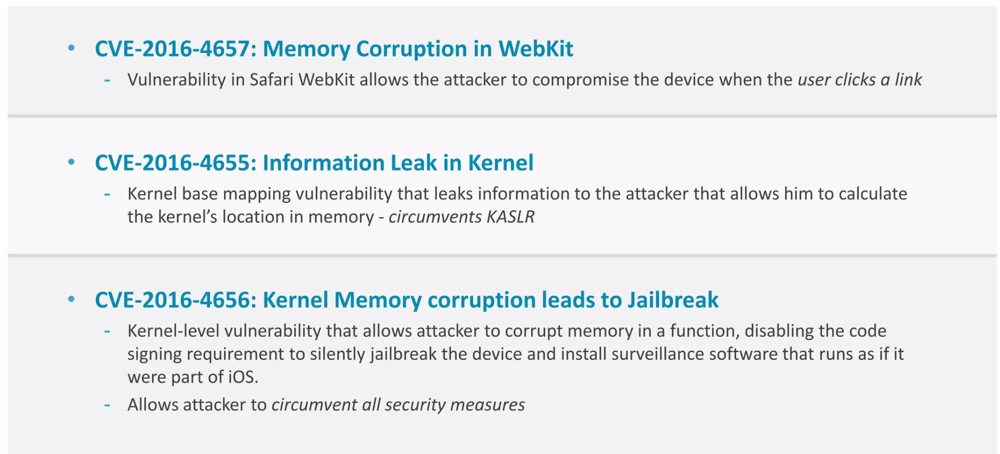 • CVE-2016-4657: Memory Corruption in WebKit
- Vulnerability in Safari WebKit allows the attacker to compromise the device when the user clicks a link
• CVE-2016-4655: Information Leak in Kernel
- Kernel base mapping vulnerability that leaks information to the attacker that allows him to calculate
the kernel’s location in memory - circumvents KASLR
• CVE-2016-4656: Kernel Memory corruption leads to Jailbreak
- Kernel-level vulnerability that allows attacker to corrupt memory in a function, disabling the code
signing requirement to silently jailbreak the device and install surveillance software that runs as if it
were part of iOS.
- Allows attacker to circumvent all security measures